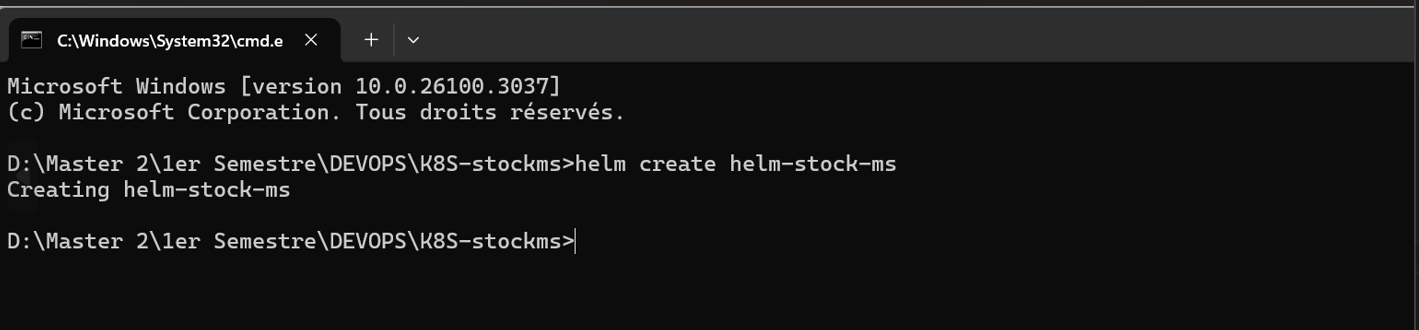 C:\Windows\System32\cmd.e
Microsoft Windows [version 10.0.26100.3037]
(c) Microsoft Corporation. Tous droits réservés.
D:\Master 2\1er Semestre\DEVOPS\K8S-stockms>helm create helm-stock-ms
Creating helm-stock-ms
D:\Master 2\1er Semestre\DEVOPS\K8S-stockms>